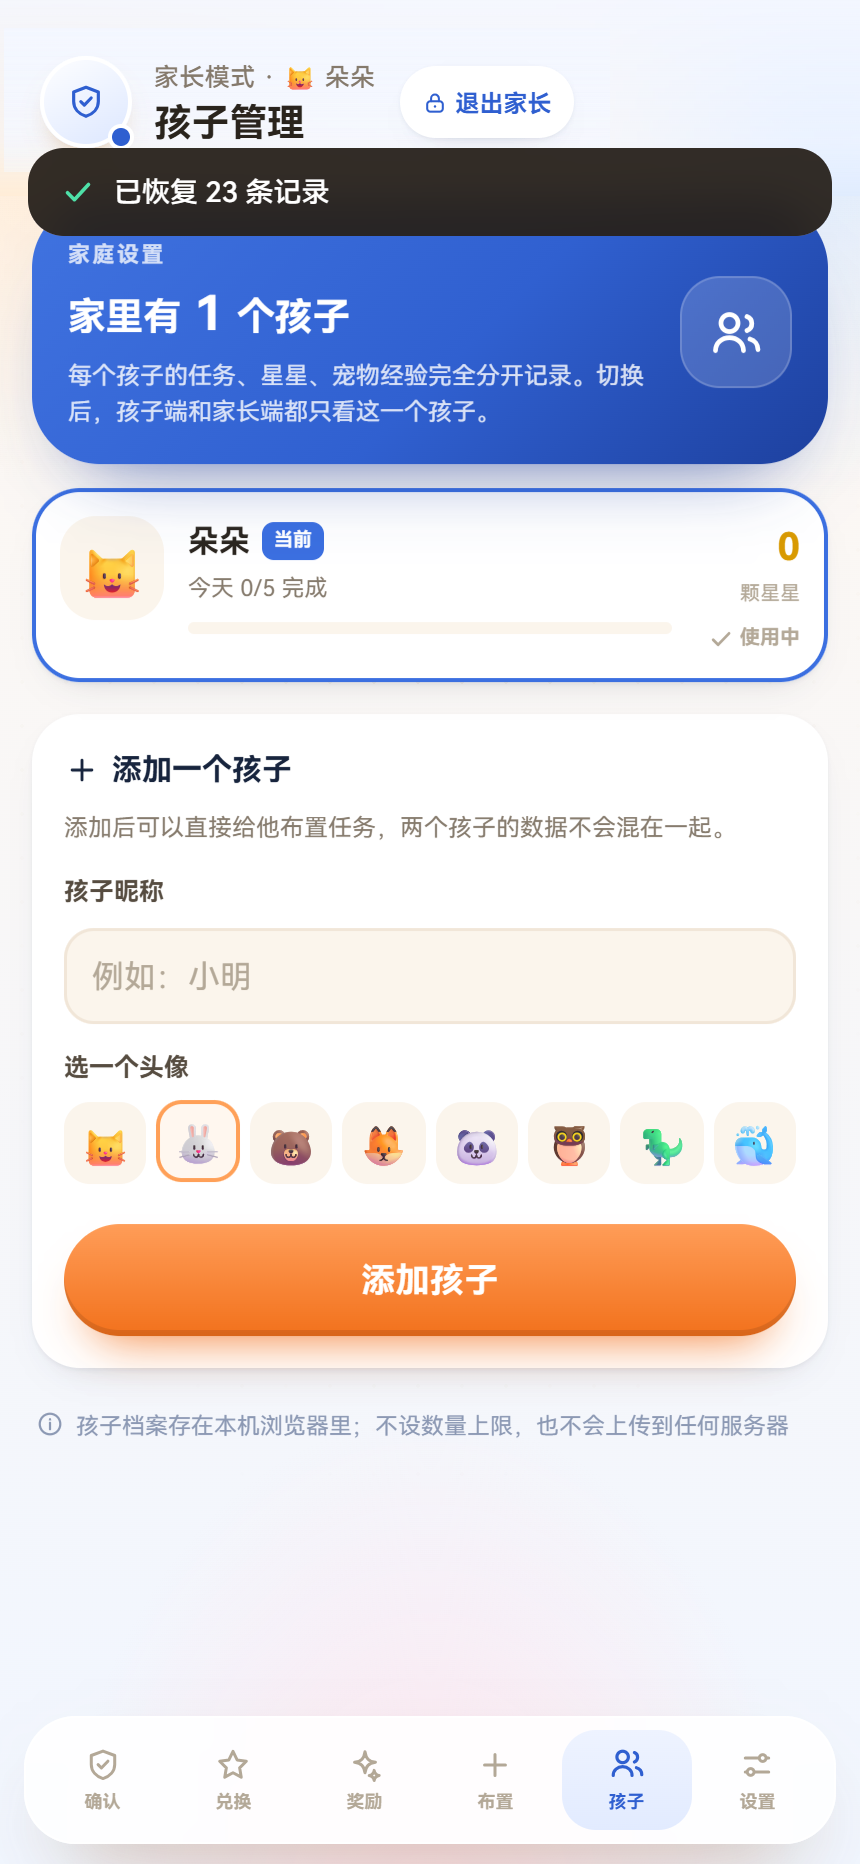 家长模式 · 朵朵
孩子管理
退出家长
已恢复 23 条记录
家庭设置
家里有 1 个孩子
每个孩子的任务、星星、宠物经验完全分开记录。切换
后，孩子端和家长端都只看这一个孩子。
朵朵
当前
今天 0/5 完成
0
颗星星
使用中
添加一个孩子
添加后可以直接给他布置任务，两个孩子的数据不会混在一起。
孩子昵称
例如：小明
选一个头像
添加孩子
孩子档案存在本机浏览器里；不设数量上限，也不会上传到任何服务器
确认
兑换
奖励
布置
孩子
设置